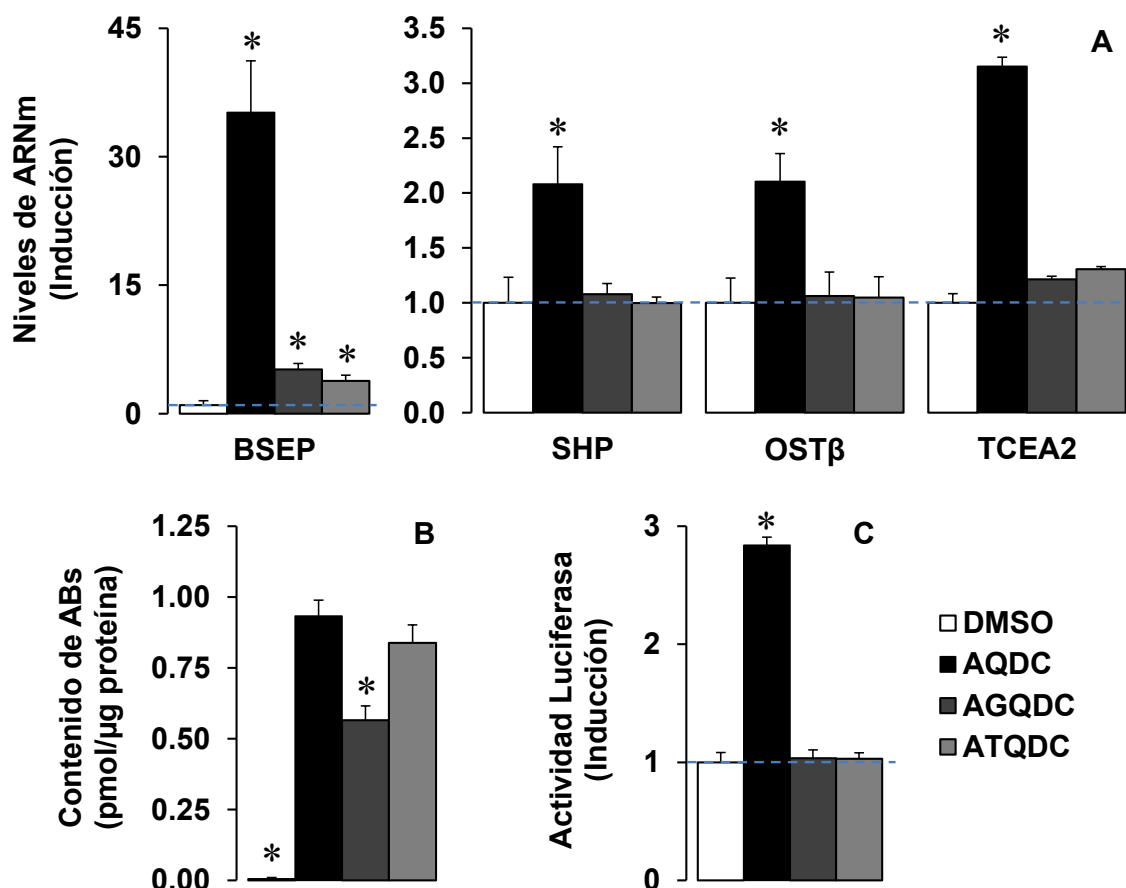 A
Niveles de ARNm
(Inducción)
45
30
15
0
* * *
BSEP
3.5
3.0
2.5
2.0
1.5
1.0
0.5
0.0
* * *
SHP OSTβ TCEA2
B
Contenido de ABs
(pmol/µg proteína)
1.25
1.00
0.75
0.50
0.25
0.00
* *
C
Actividad Luciferasa
(Inducción)
3
2
1
0
*
DMSO
AQDC
AGQDC
ATQDC